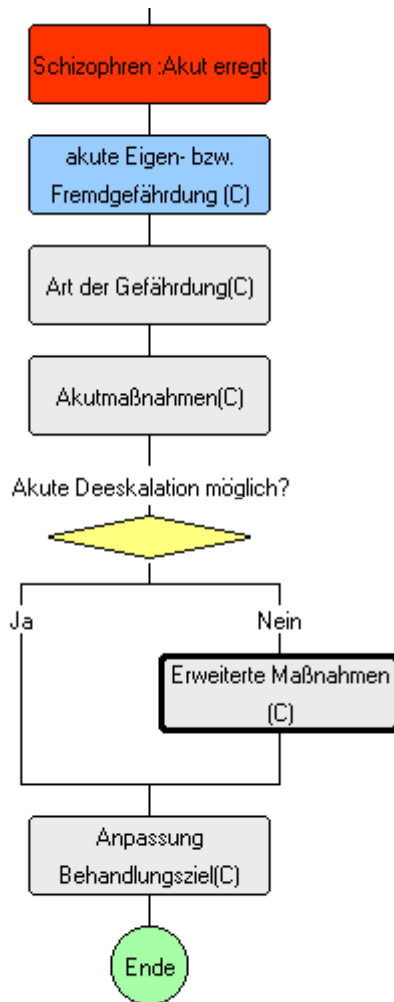 Schizophren :Akut erregt
akute Eigen- bzw.
Fremdgefährdung (C)
Art der Gefährdung(C)
Akutmaßnahmen(C)
Akute Deeskalation möglich?
Ja
Nein
Erweiterte Maßnahmen
(C)
Anpassung
Behandlungsziel(C)
Ende